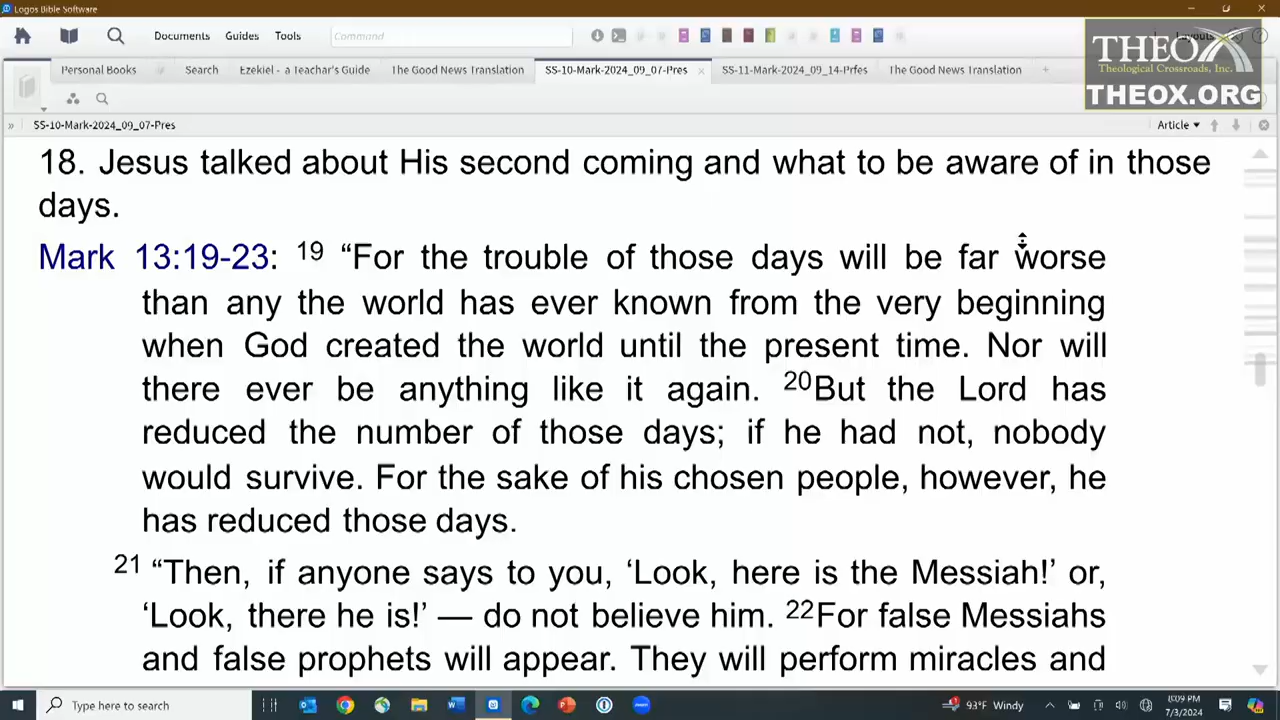 Logos Bible Software
Documents Guides Tools Command Layouts
THEOX
Theological Crossroads, Inc.
THEOX.ORG
Personal Books Search Ezekiel - a Teacher's Guide The Good News Translation SS-10-Mark-2024_09_07-Pres SS-11-Mark-2024_09_14-Prfes The Good News Translation
SS-10-Mark-2024_09_07-Pres Article
18. Jesus talked about His second coming and what to be aware of in those
days.
Mark 13:19-23: 19 “For the trouble of those days will be far worse
than any the world has ever known from the very beginning
when God created the world until the present time. Nor will
there ever be anything like it again. 20But the Lord has
reduced the number of those days; if he had not, nobody
would survive. For the sake of his chosen people, however, he
has reduced those days.
21 “Then, if anyone says to you, ‘Look, here is the Messiah!’ or,
‘Look, there he is!’ — do not believe him. 22For false Messiahs
and false prophets will appear. They will perform miracles and
Type here to search 93°F Windy 8:09 PM
7/3/2024